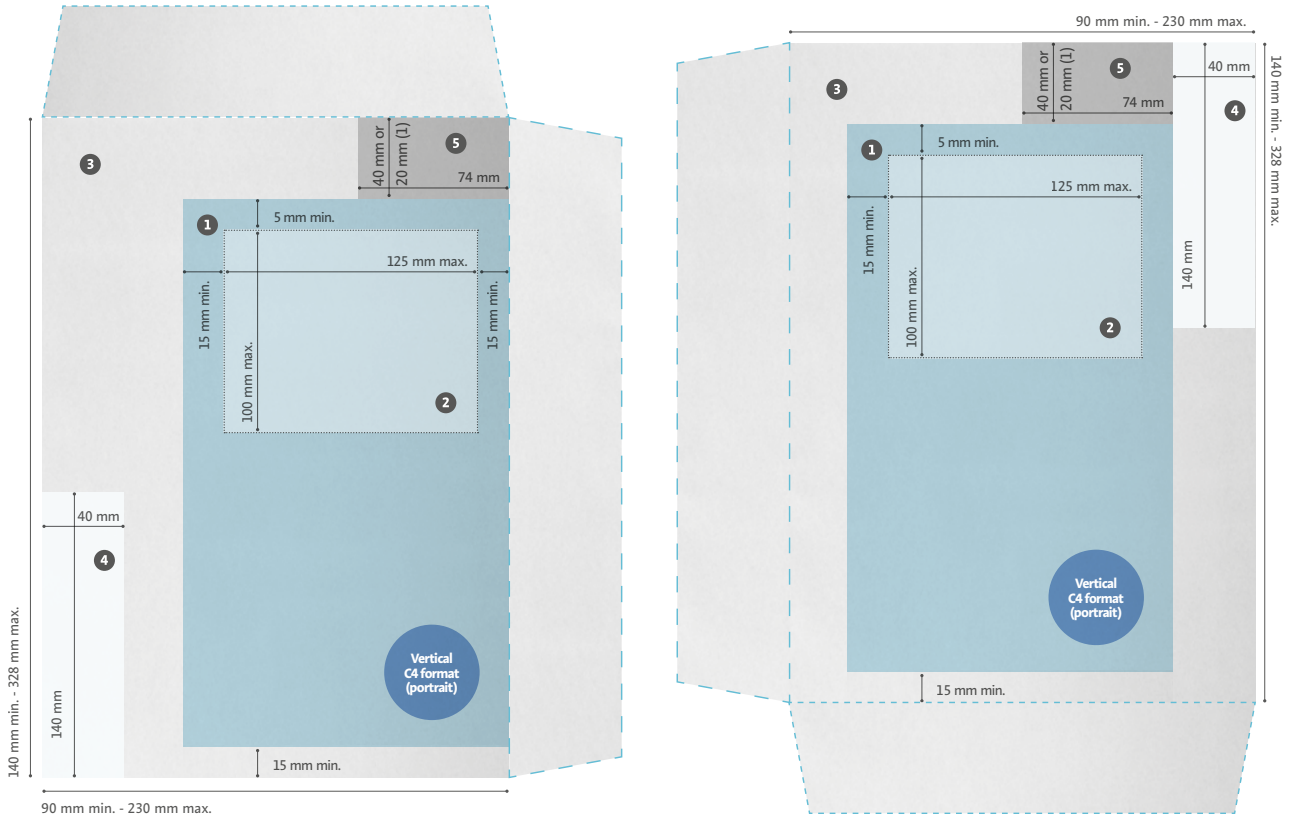 3
40 mm or
20 mm (1)
5
74 mm
1
5 mm min.
125 mm max.
15 mm min.
15 mm min.
100 mm max.
2
40 mm
4
140 mm
140 mm min. - 328 mm max.
Vertical
C4 format
(portrait)
15 mm min.
90 mm min. - 230 mm max.
90 mm min. - 230 mm max.
3
40 mm or
20 mm (1)
5
74 mm
40 mm
4
140 mm
140 mm min. - 328 mm max.
1
5 mm min.
125 mm max.
15 mm min.
100 mm max.
2
Vertical
C4 format
(portrait)
15 mm min.